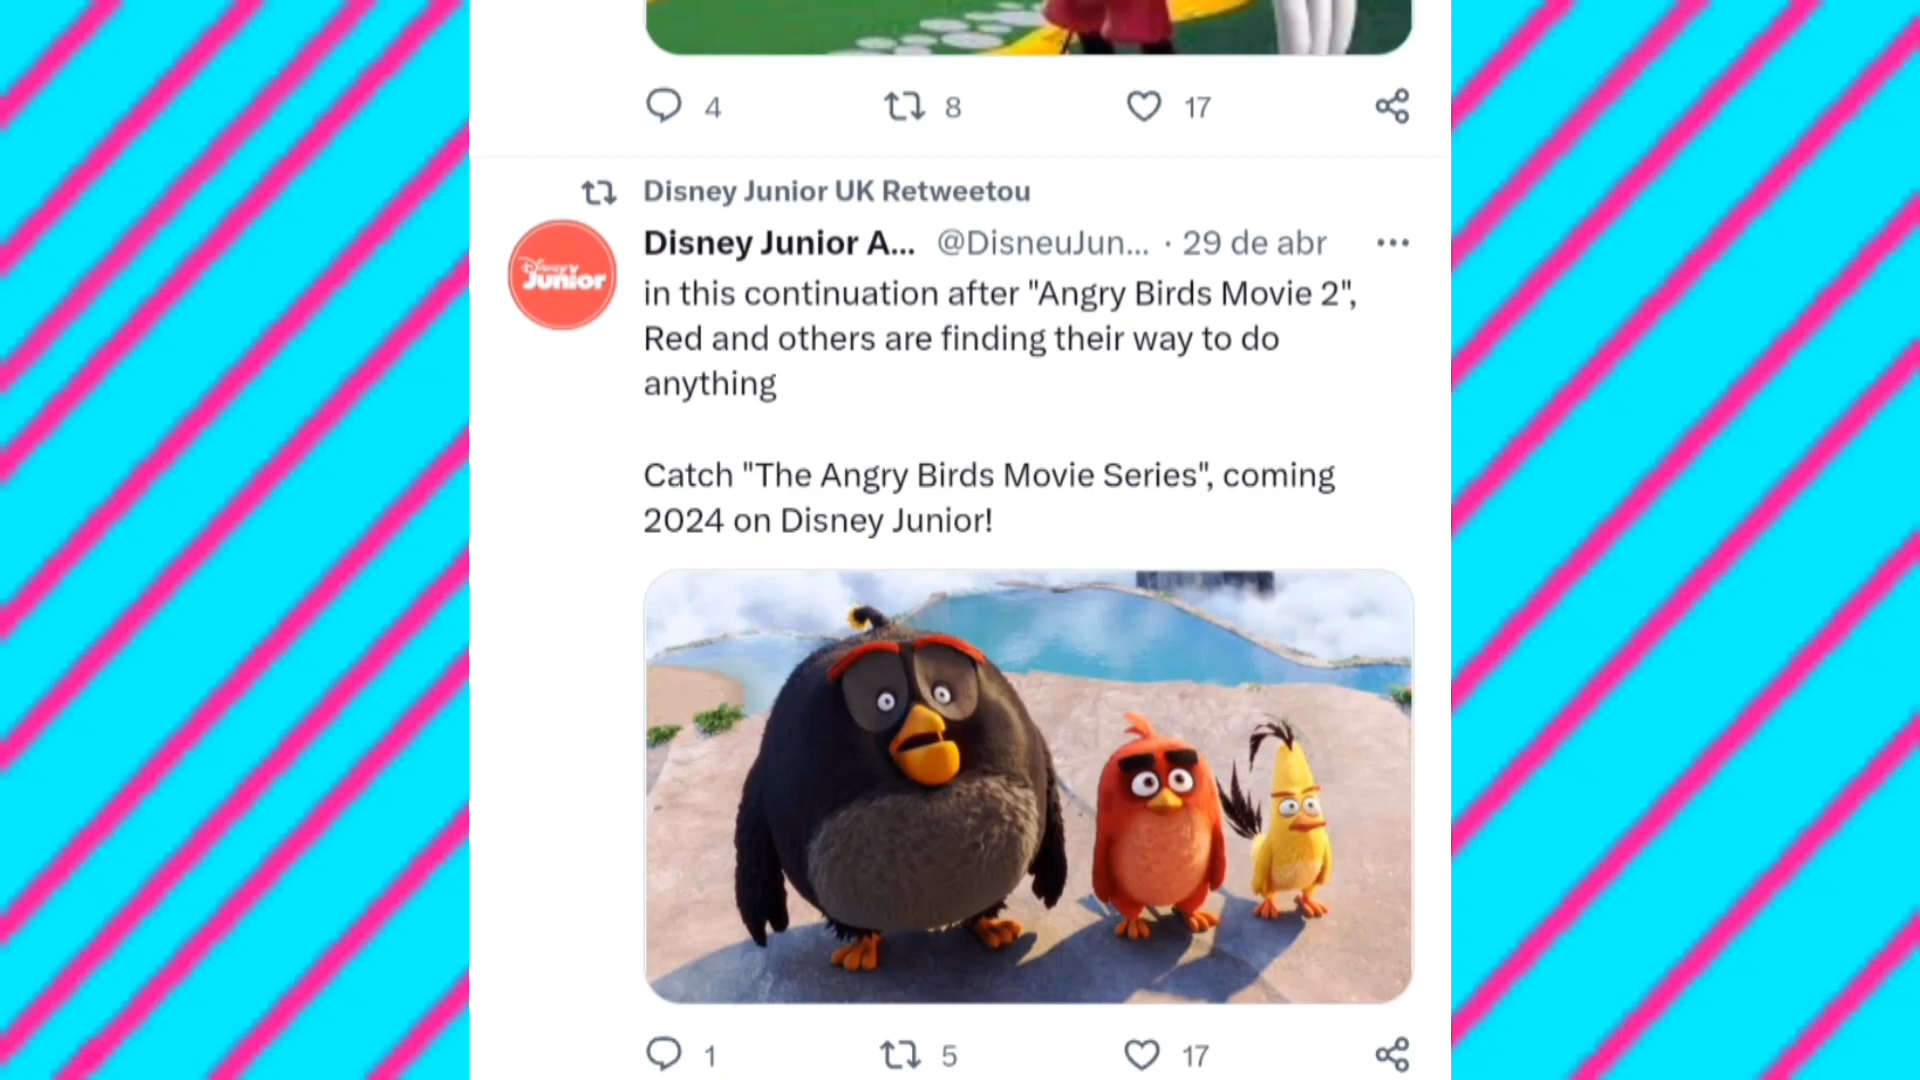 4 8 17
Disney Junior UK Retweetou
Disney Junior A... @DisneuJun... · 29 de abr
Disney Junior
in this continuation after "Angry Birds Movie 2",
Red and others are finding their way to do
anything
Catch "The Angry Birds Movie Series", coming
2024 on Disney Junior!
1 5 17